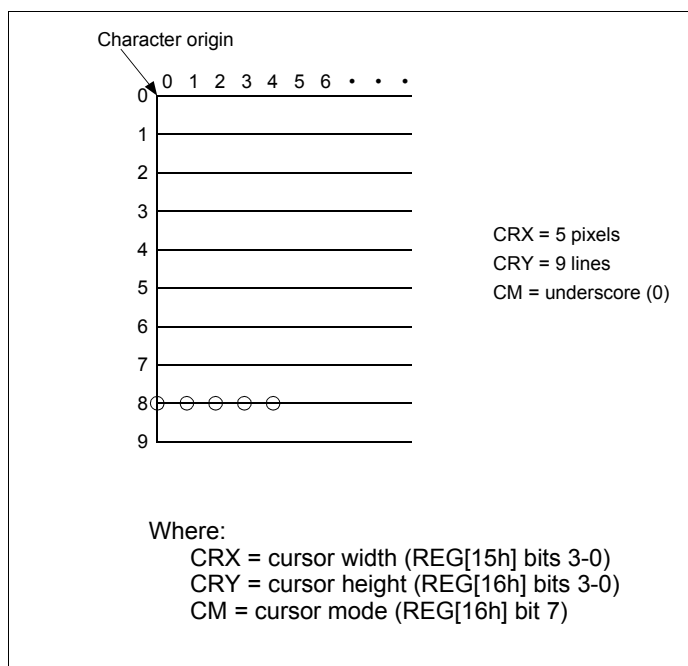 Character origin
0 1 2 3 4 5 6 • • •
0
1
2
3
4
5
6
7
8
9
CRX = 5 pixels
CRY = 9 lines
CM = underscore (0)
Where:
CRX = cursor width (REG[15h] bits 3-0)
CRY = cursor height (REG[16h] bits 3-0)
CM = cursor mode (REG[16h] bit 7)